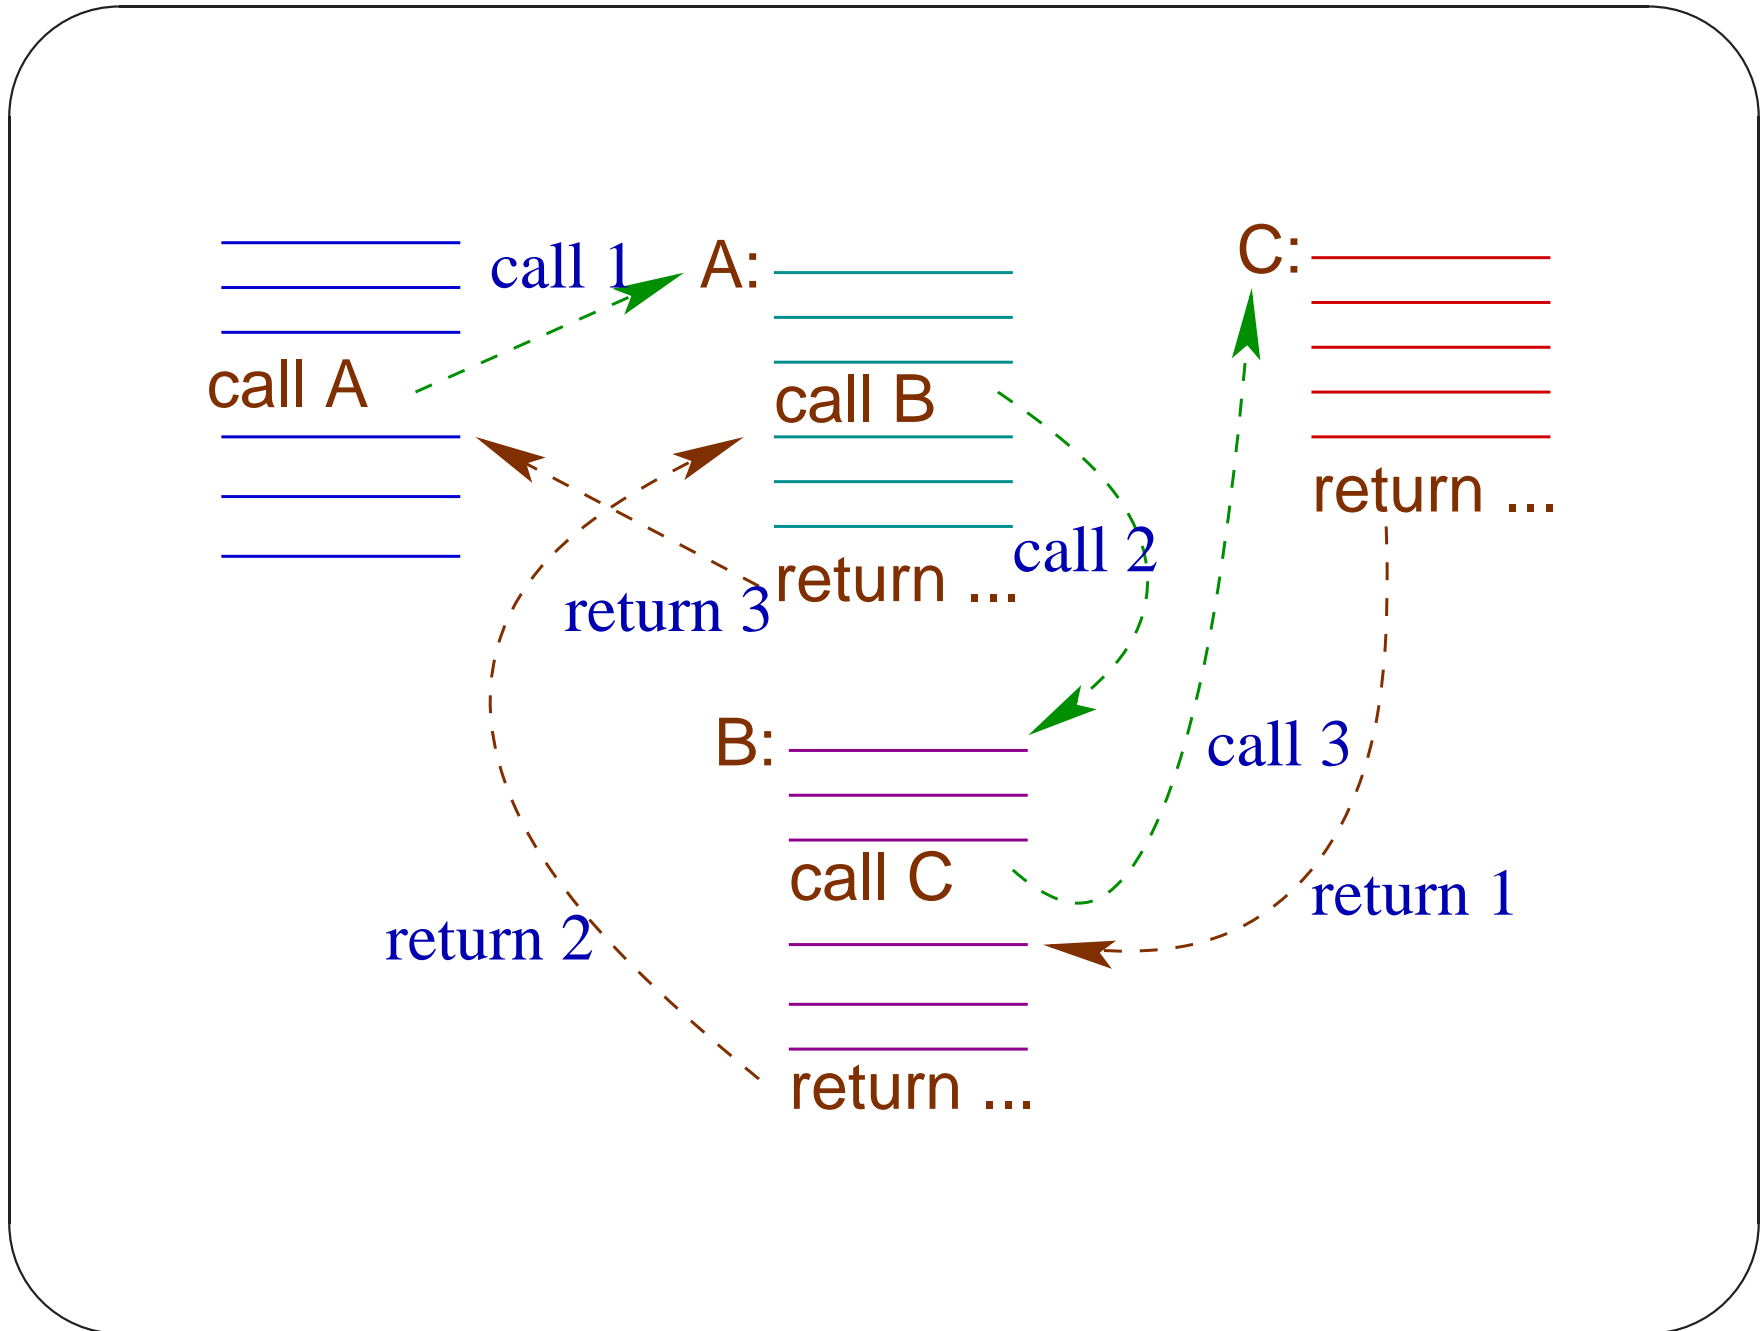 call 1
call A
A:
call B
return ...
return 3
call 2
C:
return ...
B:
call C
return ...
call 3
return 1
return 2